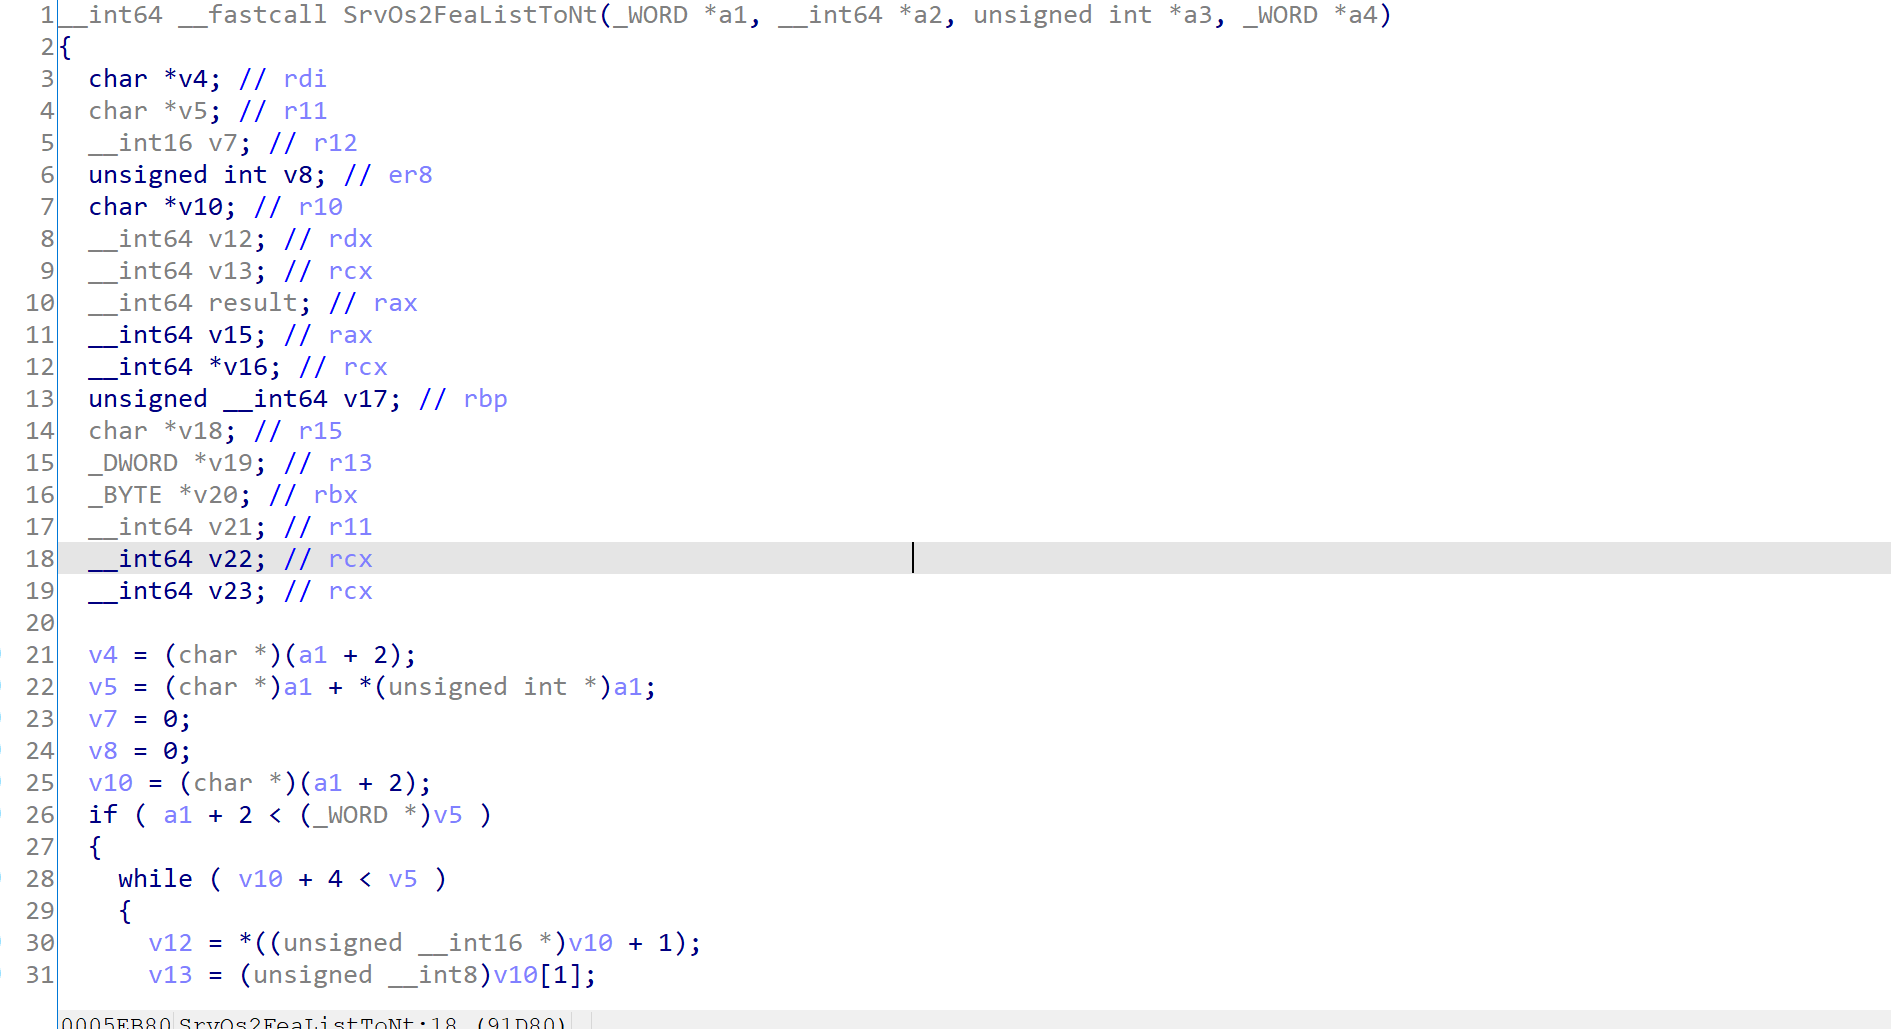 1 __int64 __fastcall SrvOs2FeaListToNt(_WORD *a1, __int64 *a2, unsigned int *a3, _WORD *a4)
2 {
3 char *v4; // rdi
4 char *v5; // r11
5 __int16 v7; // r12
6 unsigned int v8; // er8
7 char *v10; // r10
8 __int64 v12; // rdx
9 __int64 v13; // rcx
10 __int64 result; // rax
11 __int64 v15; // rax
12 __int64 *v16; // rcx
13 unsigned __int64 v17; // rbp
14 char *v18; // r15
15 _DWORD *v19; // r13
16 _BYTE *v20; // rbx
17 __int64 v21; // r11
18 __int64 v22; // rcx
19 __int64 v23; // rcx
20
21 v4 = (char *)(a1 + 2);
22 v5 = (char *)a1 + *(unsigned int *)a1;
23 v7 = 0;
24 v8 = 0;
25 v10 = (char *)(a1 + 2);
26 if ( a1 + 2 < (_WORD *)v5 )
27 {
28 while ( v10 + 4 < v5 )
29 {
30 v12 = *((unsigned __int16 *)v10 + 1);
31 v13 = (unsigned __int8)v10[1];
0005EB80 SrvOs2FeaListToNt:18 (91D80)